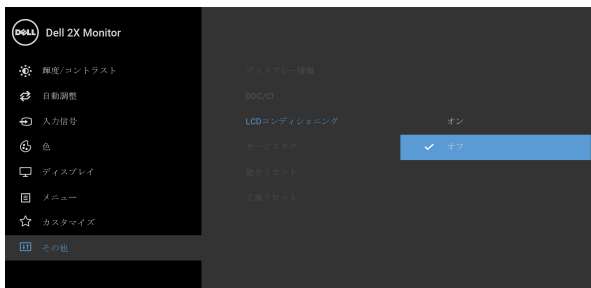 DELL
Dell 2X Monitor
輝度/コントラスト
自動調整
入力信号
色
ディスプレイ
メニュー
カスタマイズ
その他
ディスプレー情報
DDC/CI
LCDコンディショニング
サービスタグ
他をリセット
工場リセット
オン
オフ